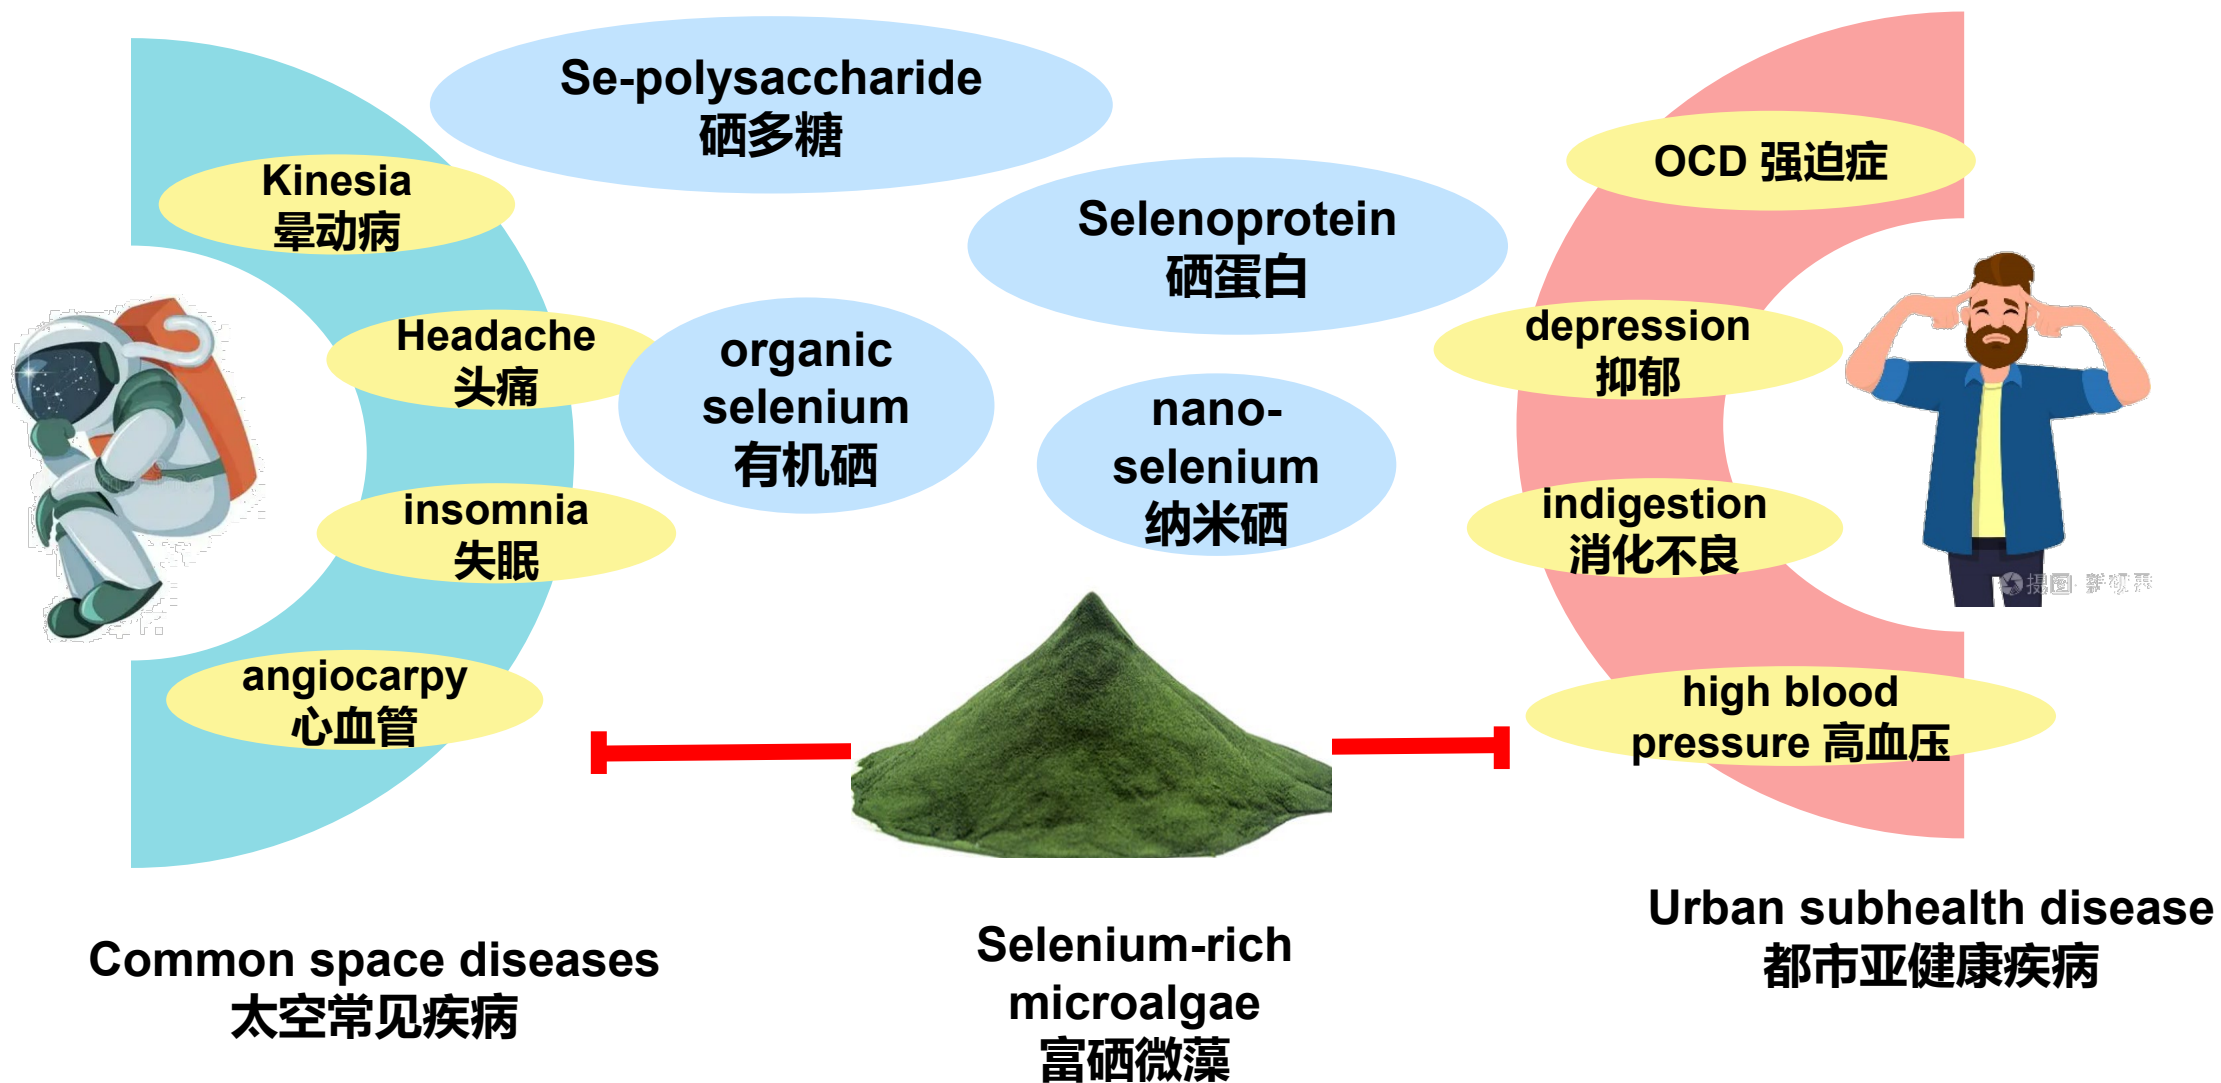 Se-polysaccharide
硒多糖
Kinesia
晕动病
OCD 强迫症
Selenoprotein
硒蛋白
Headache
头痛
organic
selenium
有机硒
depression
抑郁
nano-
selenium
纳米硒
insomnia
失眠
indigestion
消化不良
angiocarpy
心血管
high blood
pressure 高血压
Common space diseases
太空常见疾病
Selenium-rich
microalgae
富硒微藻
Urban subhealth disease
都市亚健康疾病